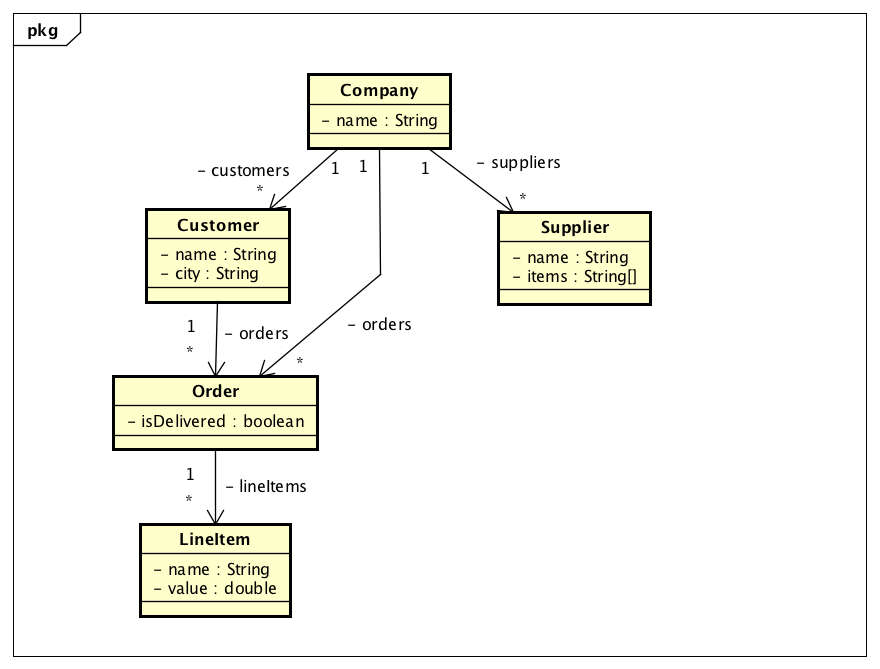 pkg
Company
- name : String
- customers
1
1
1
- suppliers
*
*
Customer
- name : String
- city : String
Supplier
- name : String
- items : String[]
1
- orders
*
- orders
*
Order
- isDelivered : boolean
1
- lineItems
*
LineItem
- name : String
- value : double